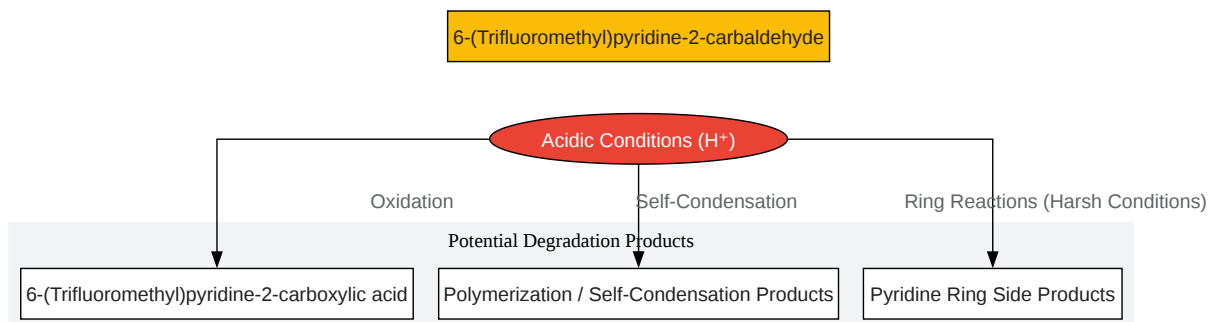 6-(Trifluoromethyl)pyridine-2-carbaldehyde
Acidic Conditions (H⁺)
Oxidation
Self-Condensation
Ring Reactions (Harsh Conditions)
Potential Degradation Products
6-(Trifluoromethyl)pyridine-2-carboxylic acid
Polymerization / Self-Condensation Products
Pyridine Ring Side Products